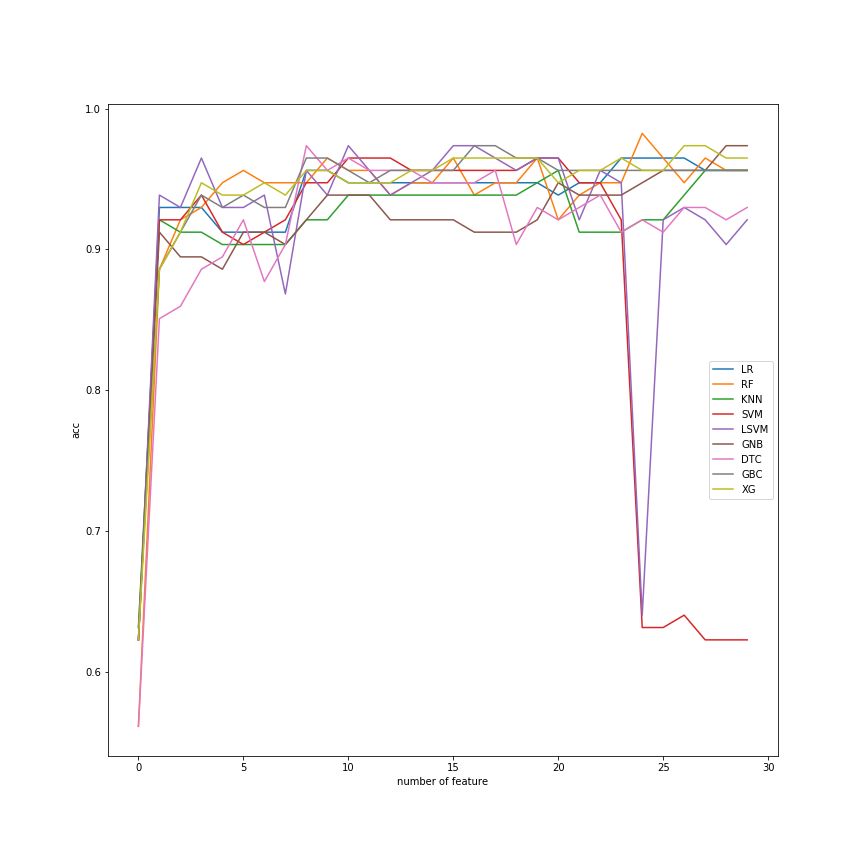 1.0
0.9
0.8
0.7
0.6
acc
0 5 10 15 20 25 30
number of feature
LR
RF
KNN
SVM
LSVM
GNB
DTC
GBC
XG